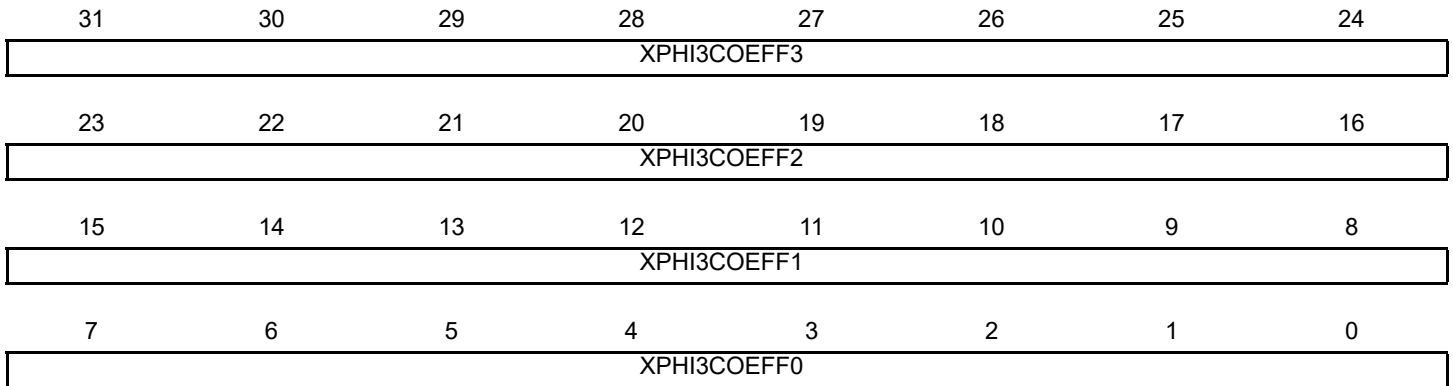 31 30 29 28 27 26 25 24
XPHI3COEFF3
23 22 21 20 19 18 17 16
XPHI3COEFF2
15 14 13 12 11 10 9 8
XPHI3COEFF1
7 6 5 4 3 2 1 0
XPHI3COEFF0